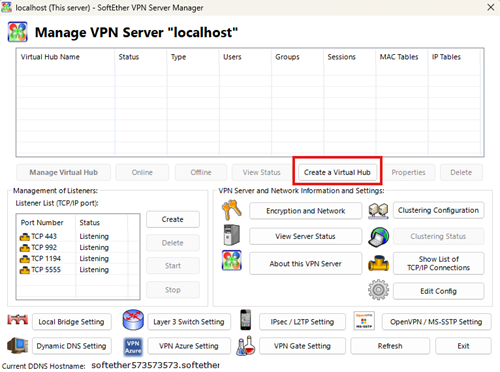 localhost (This server) - SoftEther VPN Server Manager
Manage VPN Server "localhost"
Virtual Hub Name Status Type Users Groups Sessions MAC Tables IP Tables
Manage Virtual Hub Online Offline View Status Create a Virtual Hub Properties Delete
Management of Listeners:
Listener List (TCP/IP port):
Port Number Status
TCP 443 Listening
TCP 992 Listening
TCP 1194 Listening
TCP 5555 Listening
Create
Delete
Start
Stop
VPN Server and Network Information and Settings:
Encryption and Network Clustering Configuration
View Server Status Clustering Status
About this VPN Server Show List of
TCP/IP Connections
Edit Config
Local Bridge Setting Layer 3 Switch Setting IPsec / L2TP Setting OpenVPN MS-SSTP OpenVPN / MS-SSTP Setting
Dynamic DNS Setting VPN Azure VPN Azure Setting VPN Gate Setting Refresh Exit
Current DDNS Hostname: softether573573573.softether